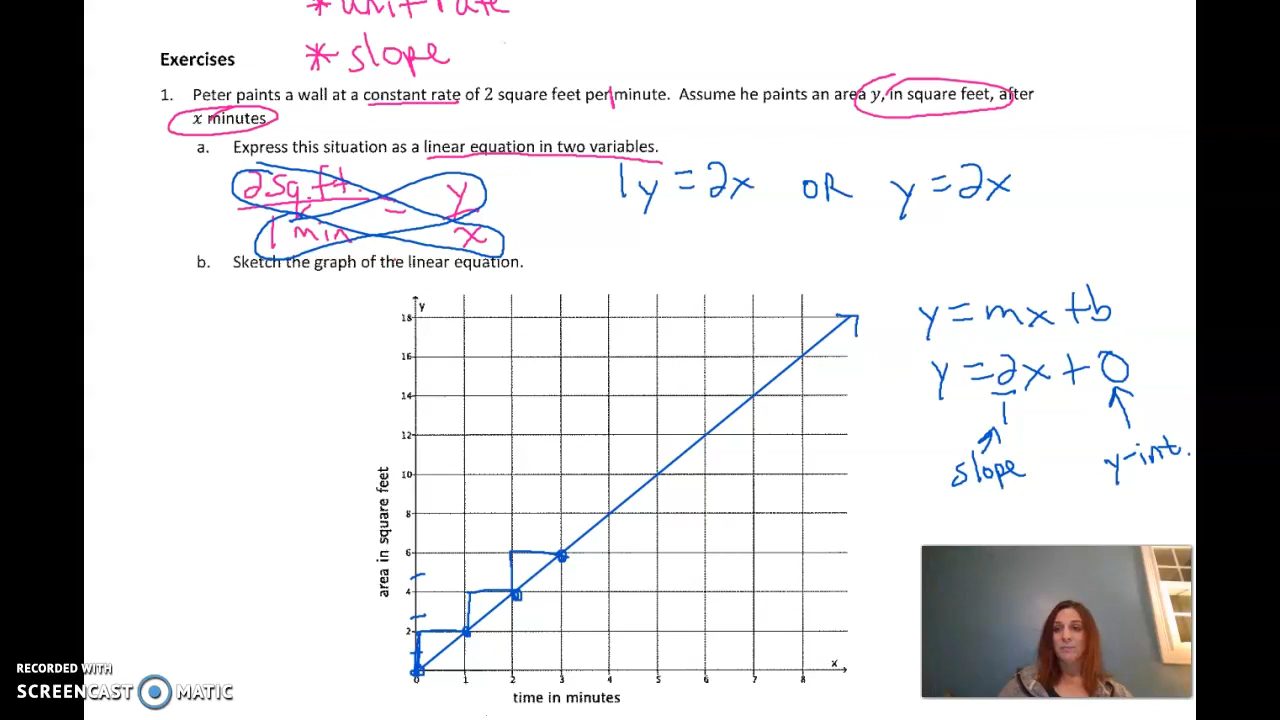 * unit rate
* slope
Exercises
1. Peter paints a wall at a constant rate of 2 square feet per minute. Assume he paints an area y, in square feet, after
x minutes.
a. Express this situation as a linear equation in two variables.
2 sq. ft. = y
1 min x
1y = 2x OR y = 2x
b. Sketch the graph of the linear equation.
y
18
16
14
12
10
8
6
4
2
0 1 2 3 4 5 6 7 8
x
area in square feet
time in minutes
y = mx + b
y = 2x + 0
1
slope
y-int.
RECORDED WITH
SCREENCAST MATIC